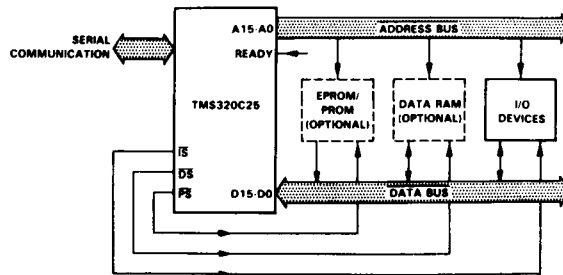 SERIAL
COMMUNICATION
A15-A0
READY
TMS320C25
IS
DS
PS
D15-D0
ADDRESS BUS
EPROM/
PROM
(OPTIONAL)
DATA RAM
(OPTIONAL)
I/O
DEVICES
DATA BUS